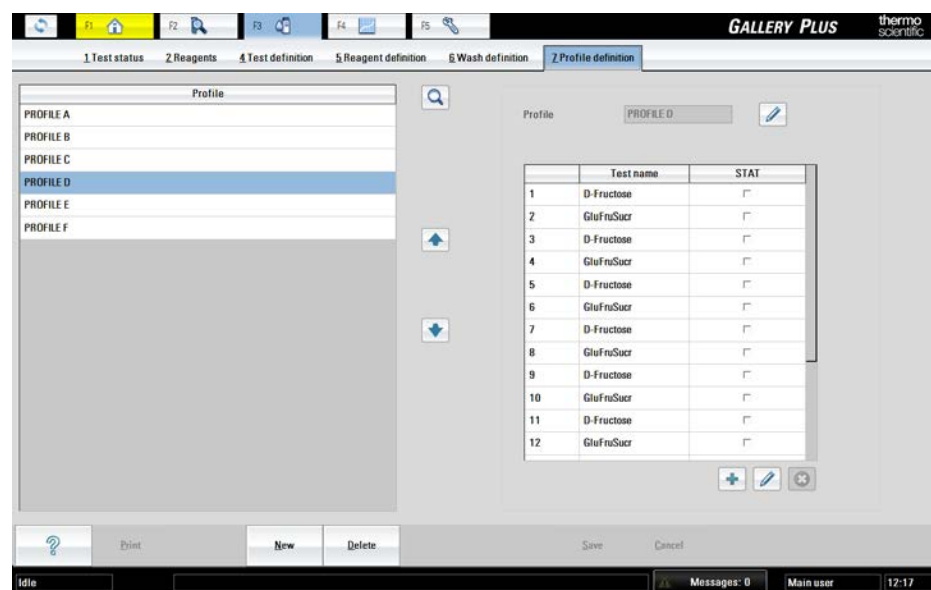 F1 F2 F3 F4 F5 GALLERY PLUS thermo scientific
1 Test status 2 Reagents 4 Test definition 5 Reagent definition 6 Wash definition 7 Profile definition
Profile
PROFILE A
PROFILE B
PROFILE C
PROFILE D
PROFILE E
PROFILE F
Profile PROFILE D
Test name STAT
1 D-Fructose
2 GluFruSucr
3 D-Fructose
4 GluFruSucr
5 D-Fructose
6 GluFruSucr
7 D-Fructose
8 GluFruSucr
9 D-Fructose
10 GluFruSucr
11 D-Fructose
12 GluFruSucr
? Print New Delete Save Cancel
Idle Messages: 0 Main user 12:17